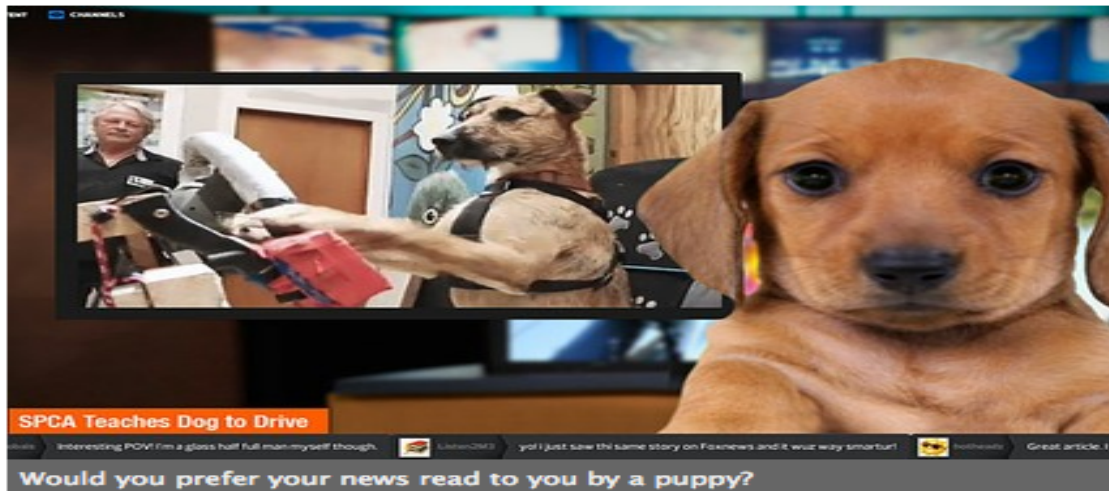 CHANNELS
SPCA Teaches Dog to Drive
Interesting POV! I'm a glass half full man myself though.
Listen2M3
yo! i just saw thi same story on Foxnews and it wuz way smartur!
hotheads
Great article. I
Would you prefer your news read to you by a puppy?